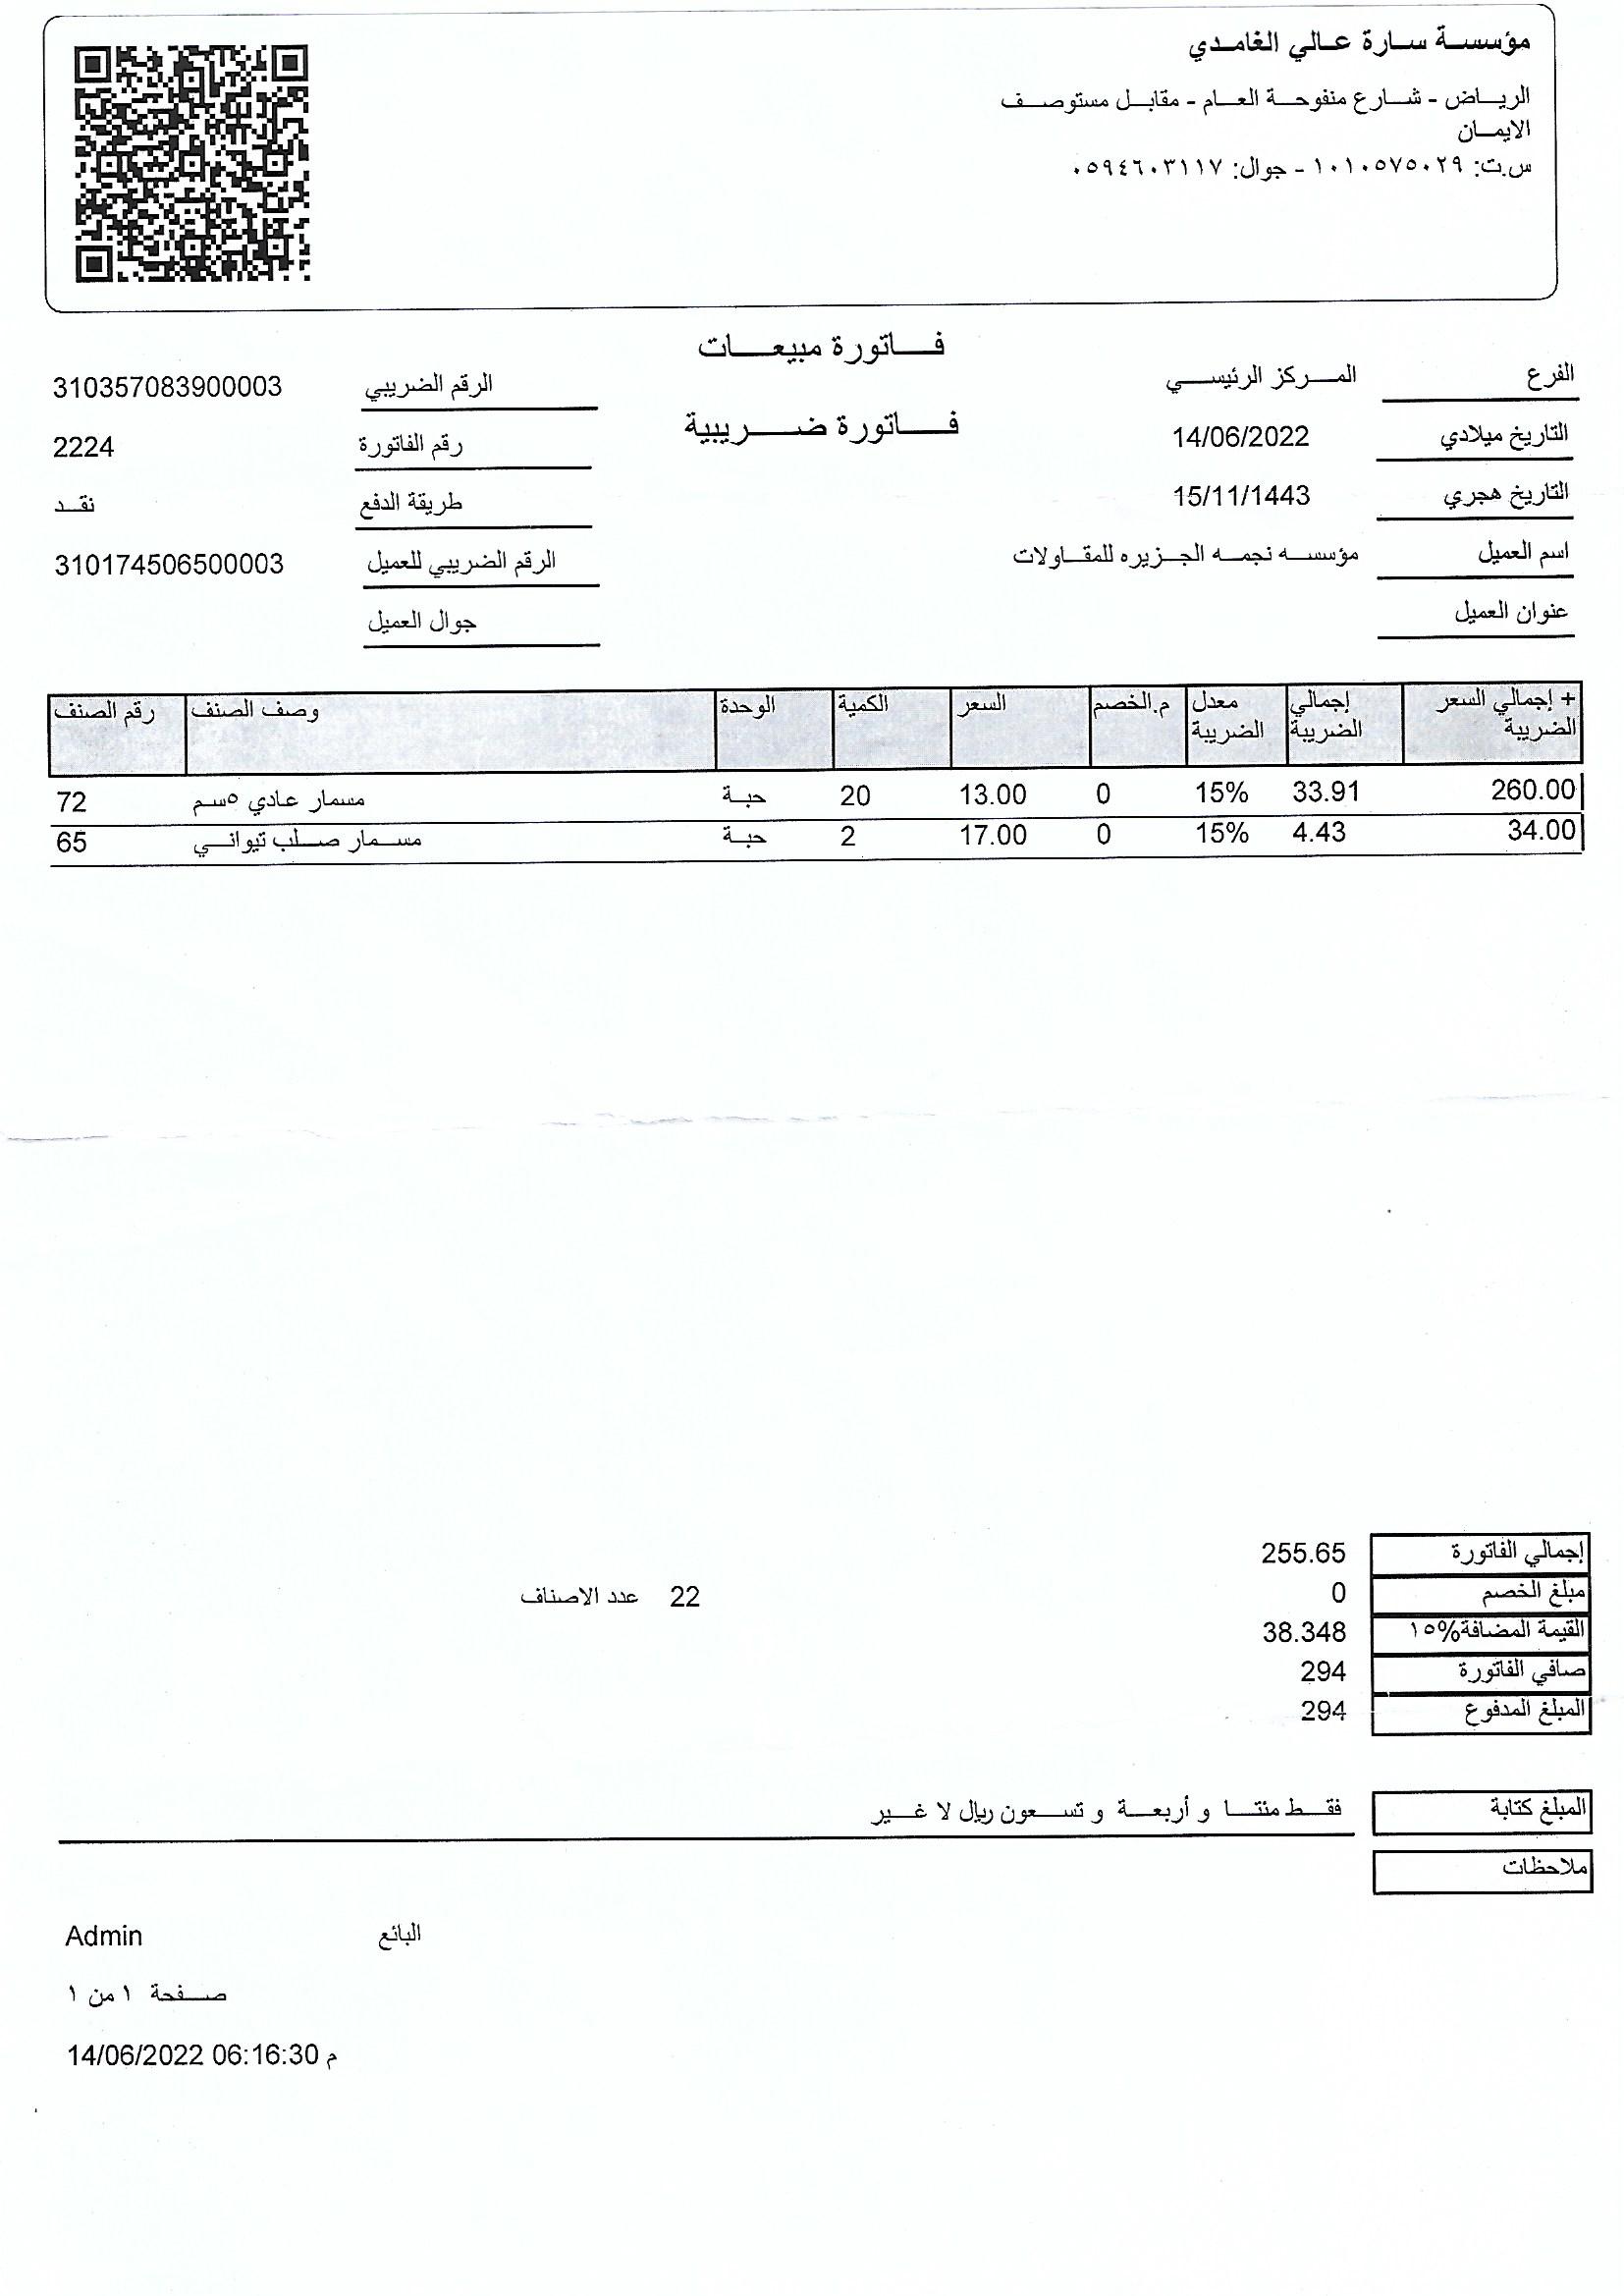 مؤسسة سارة عالي الغامدي
الرياض - شارع منفوحة العام - مقابل مستوصف
الايمان
س.ت: ١٠١٠٥٧٥٠٢٩ - جوال: ٠٥٩٤٦٠٣١١٧
فاتورة مبيعات
فاتورة ضريبية
الفرع المركز الرئيسي
التاريخ ميلادي 14/06/2022
التاريخ هجري 15/11/1443
اسم العميل مؤسسه نجمه الجزيره للمقاولات
عنوان العميل
الرقم الضريبي 310357083900003
رقم الفاتورة 2224
طريقة الدفع نقد
الرقم الضريبي للعميل 310174506500003
جوال العميل
رقم الصنف وصف الصنف الوحدة الكمية السعر م.الخصم معدل الضريبة إجمالي الضريبة إجمالي السعر + الضريبة
72 مسمار عادي ٥سم حبة 20 13.00 0 15% 33.91 260.00
65 مسمار صلب تيواني حبة 2 17.00 0 15% 4.43 34.00
إجمالي الفاتورة 255.65
مبلغ الخصم 0
القيمة المضافة%١٥ 38.348
صافي الفاتورة 294
المبلغ المدفوع 294
عدد الاصناف 22
المبلغ كتابة فقط مئتا و أربعة و تسعون ريال لا غير
ملاحظات
البائع Admin
صفحة ١ من ١
14/06/2022 06:16:30 م